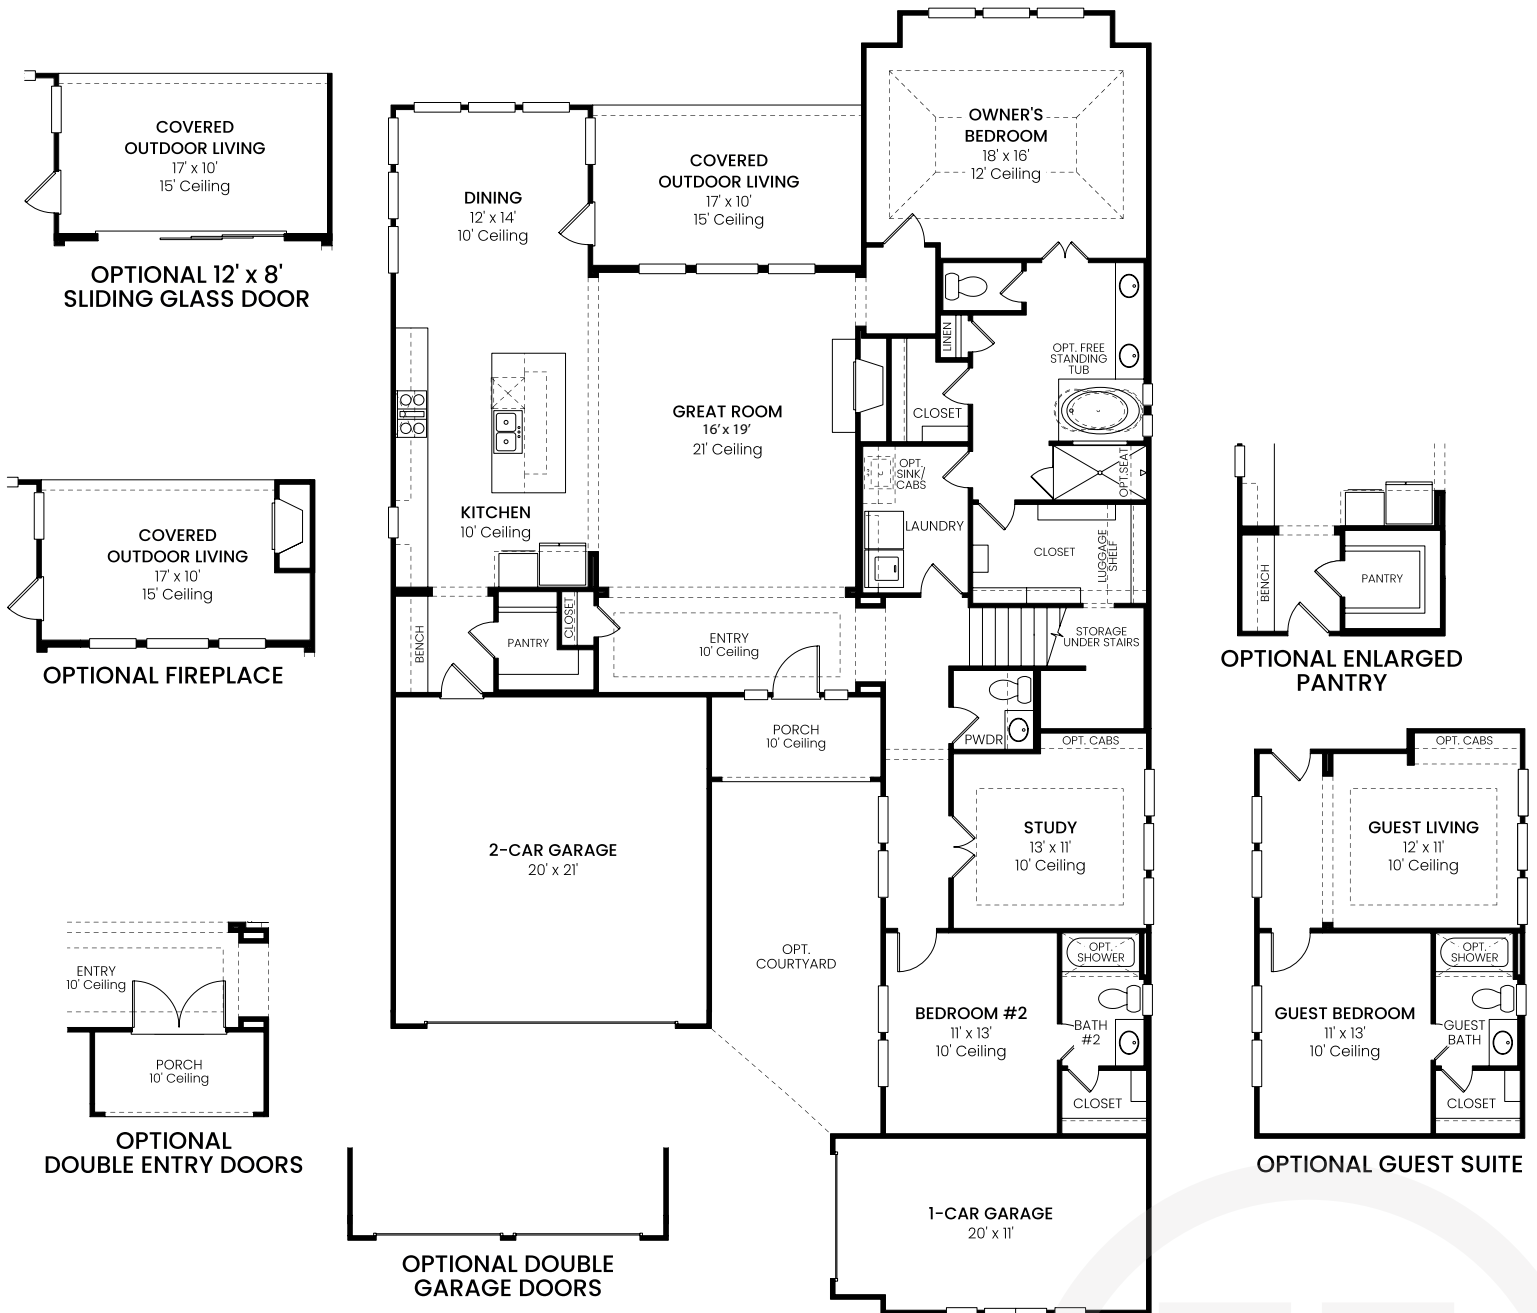 COVERED
OUTDOOR LIVING
17' x 10'
15' Ceiling
OPTIONAL 12' x 8'
SLIDING GLASS DOOR
COVERED
OUTDOOR LIVING
17' x 10'
15' Ceiling
OPTIONAL FIREPLACE
ENTRY
10' Ceiling
PORCH
10' Ceiling
OPTIONAL
DOUBLE ENTRY DOORS
DINING
12' x 14'
10' Ceiling
COVERED
OUTDOOR LIVING
17' x 10'
15' Ceiling
OWNER'S
BEDROOM
18' x 16'
12' Ceiling
LINEN
OPT. FREE
STANDING
TUB
GREAT ROOM
16' x 19'
21' Ceiling
CLOSET
OPT.
SINK/
CABS
OPT.SEAT
KITCHEN
10' Ceiling
LAUNDRY
CLOSET
LUGGAGE
SHELF
BENCH
PANTRY
CLOSET
ENTRY
10' Ceiling
STORAGE
UNDER STAIRS
PORCH
10' Ceiling
PWDR
OPT. CABS
2-CAR GARAGE
20' x 21'
STUDY
13' x 11'
10' Ceiling
OPT.
COURTYARD
OPT.
SHOWER
BEDROOM #2
11' x 13'
10' Ceiling
BATH
#2
CLOSET
1-CAR GARAGE
20' x 11'
OPTIONAL DOUBLE
GARAGE DOORS
BENCH
PANTRY
OPTIONAL ENLARGED
PANTRY
OPT. CABS
GUEST LIVING
12' x 11'
10' Ceiling
OPT.
SHOWER
GUEST BEDROOM
11' x 13'
10' Ceiling
GUEST
BATH
CLOSET
OPTIONAL GUEST SUITE